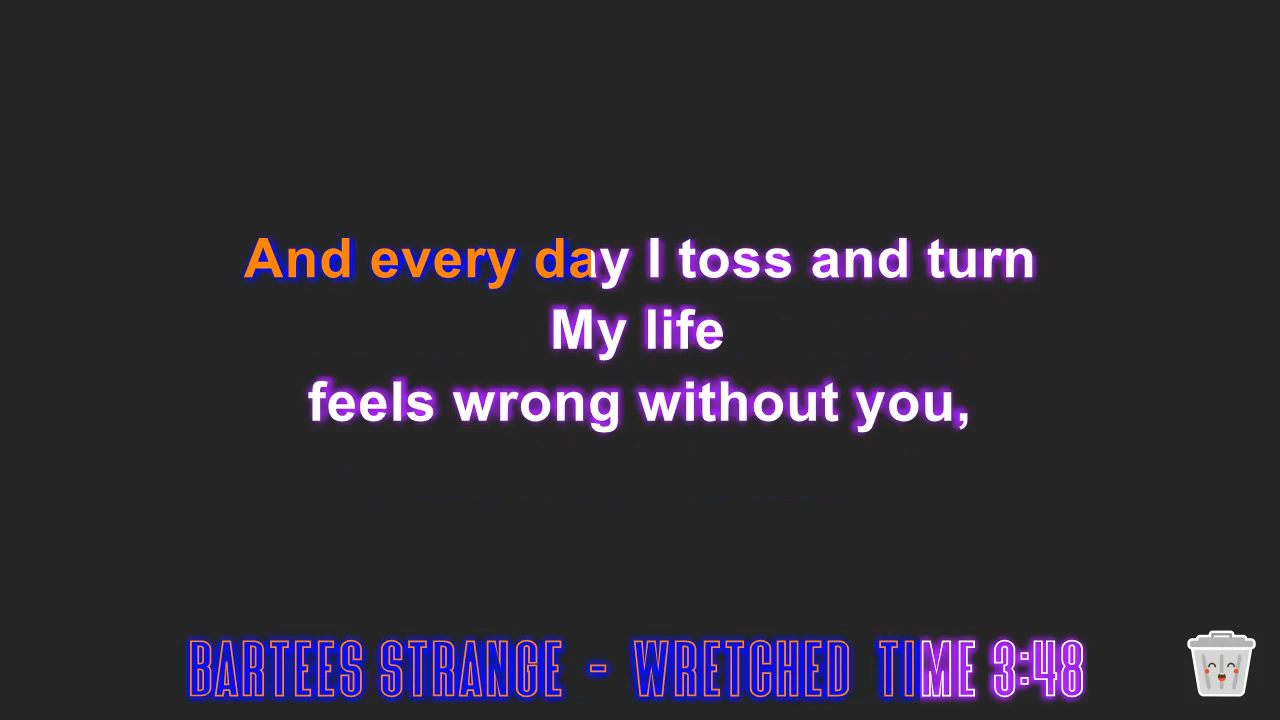 And every day I toss and turn
My life
feels wrong without you,
BARTEES STRANGE - WRETCHED TIME 3:48